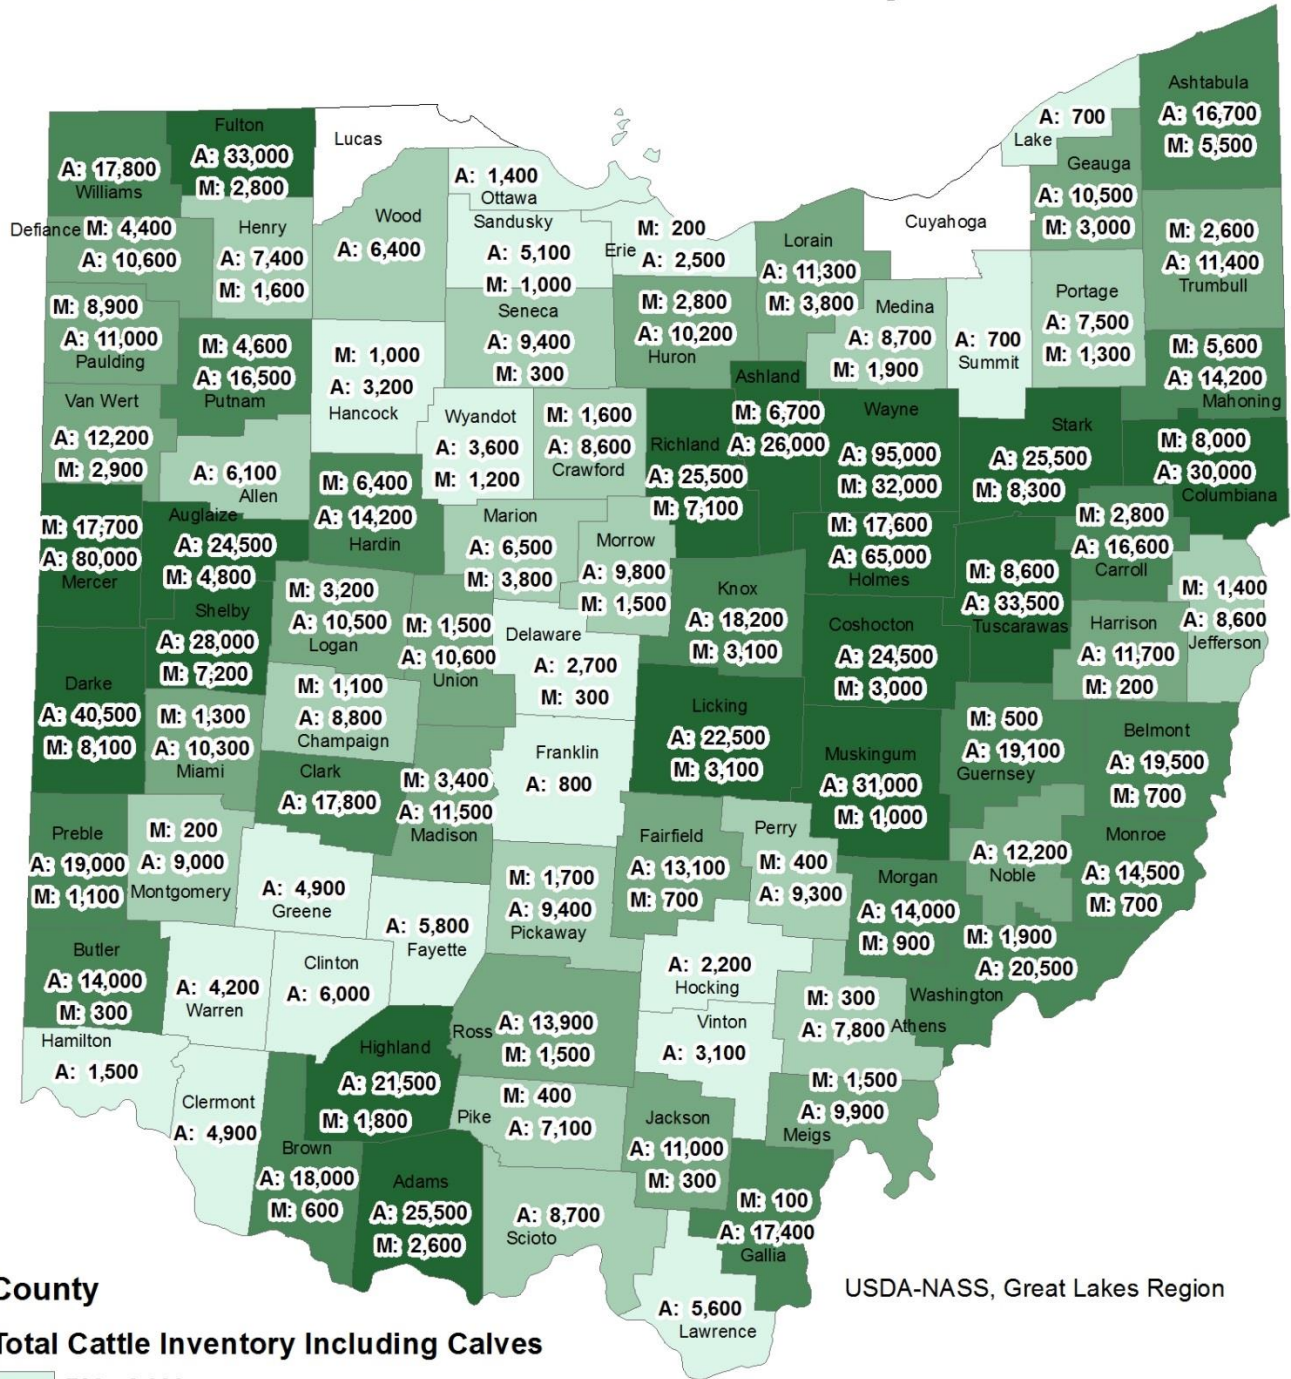 Ashtabula
A: 16,700
M: 5,500
A: 700
Lake
Geauga
A: 10,500
M: 3,000
Fulton
A: 33,000
M: 2,800
Lucas
A: 17,800
Williams
A: 1,400
Ottawa
Wood
A: 6,400
Sandusky
A: 5,100
M: 1,000
Erie
M: 200
A: 2,500
Cuyahoga
Lorain
A: 11,300
M: 3,800
M: 2,600
A: 11,400
Trumbull
Defiance
M: 4,400
A: 10,600
Henry
A: 7,400
M: 1,600
M: 8,900
A: 11,000
Paulding
M: 4,600
A: 16,500
Putnam
M: 1,000
A: 3,200
Hancock
Seneca
A: 9,400
M: 300
M: 2,800
A: 10,200
Huron
Medina
A: 8,700
M: 1,900
A: 700
Summit
Portage
A: 7,500
M: 1,300
M: 5,600
A: 14,200
Mahoning
Van Wert
A: 12,200
M: 2,900
A: 6,100
Allen
Wyandot
A: 3,600
M: 1,200
M: 1,600
A: 8,600
Crawford
Richland
A: 25,500
M: 7,100
Ashland
M: 6,700
A: 26,000
Wayne
A: 95,000
M: 32,000
Stark
A: 25,500
M: 8,300
M: 8,000
A: 30,000
Columbiana
M: 17,700
A: 80,000
Mercer
Auglaize
A: 24,500
M: 4,800
M: 6,400
A: 14,200
Hardin
Marion
A: 6,500
M: 3,800
Morrow
A: 9,800
M: 1,500
M: 17,600
A: 65,000
Holmes
M: 8,600
A: 33,500
Tuscarawas
M: 2,800
A: 16,600
Carroll
M: 1,400
A: 8,600
Jefferson
Shelby
A: 28,000
M: 7,200
M: 3,200
A: 10,500
Logan
M: 1,500
A: 10,600
Union
Delaware
A: 2,700
M: 300
Knox
A: 18,200
M: 3,100
Coshocton
A: 24,500
M: 3,000
Harrison
A: 11,700
M: 200
Darke
A: 40,500
M: 8,100
M: 1,300
A: 10,300
Miami
M: 1,100
A: 8,800
Champaign
Franklin
A: 800
Licking
A: 22,500
M: 3,100
Muskingum
A: 31,000
M: 1,000
M: 500
A: 19,100
Guernsey
Belmont
A: 19,500
M: 700
Clark
A: 17,800
M: 3,400
A: 11,500
Madison
Preble
A: 19,000
M: 1,100
M: 200
A: 9,000
Montgomery
A: 4,900
Greene
A: 5,800
Fayette
M: 1,700
A: 9,400
Pickaway
Fairfield
A: 13,100
M: 700
Perry
M: 400
A: 9,300
Morgan
A: 14,000
M: 900
A: 12,200
Noble
Monroe
A: 14,500
M: 700
M: 1,900
A: 20,500
Washington
Butler
A: 14,000
M: 300
A: 4,200
Warren
Clinton
A: 6,000
A: 2,200
Hocking
M: 300
A: 7,800
Athens
Hamilton
A: 1,500
Clermont
A: 4,900
Highland
A: 21,500
M: 1,800
Ross
A: 13,900
M: 1,500
Vinton
A: 3,100
M: 1,500
A: 9,900
Meigs
Pike
M: 400
A: 7,100
Jackson
A: 11,000
M: 300
Brown
A: 18,000
M: 600
Adams
A: 25,500
M: 2,600
A: 8,700
Scioto
M: 100
A: 17,400
Gallia
A: 5,600
Lawrence
County
USDA-NASS, Great Lakes Region
Total Cattle Inventory Including Calves